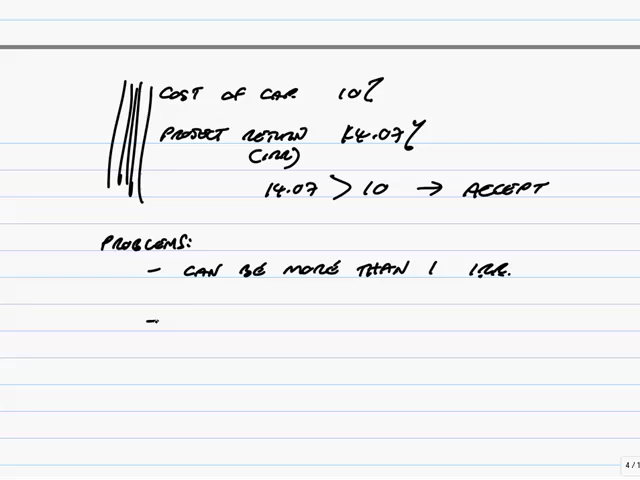 COST OF CAP 10%
PROJECT RETURN 14.07%
(IRR)
14.07 > 10 → ACCEPT
PROBLEMS:
- CAN BE MORE THAN 1 IRR.
-
4 / 1